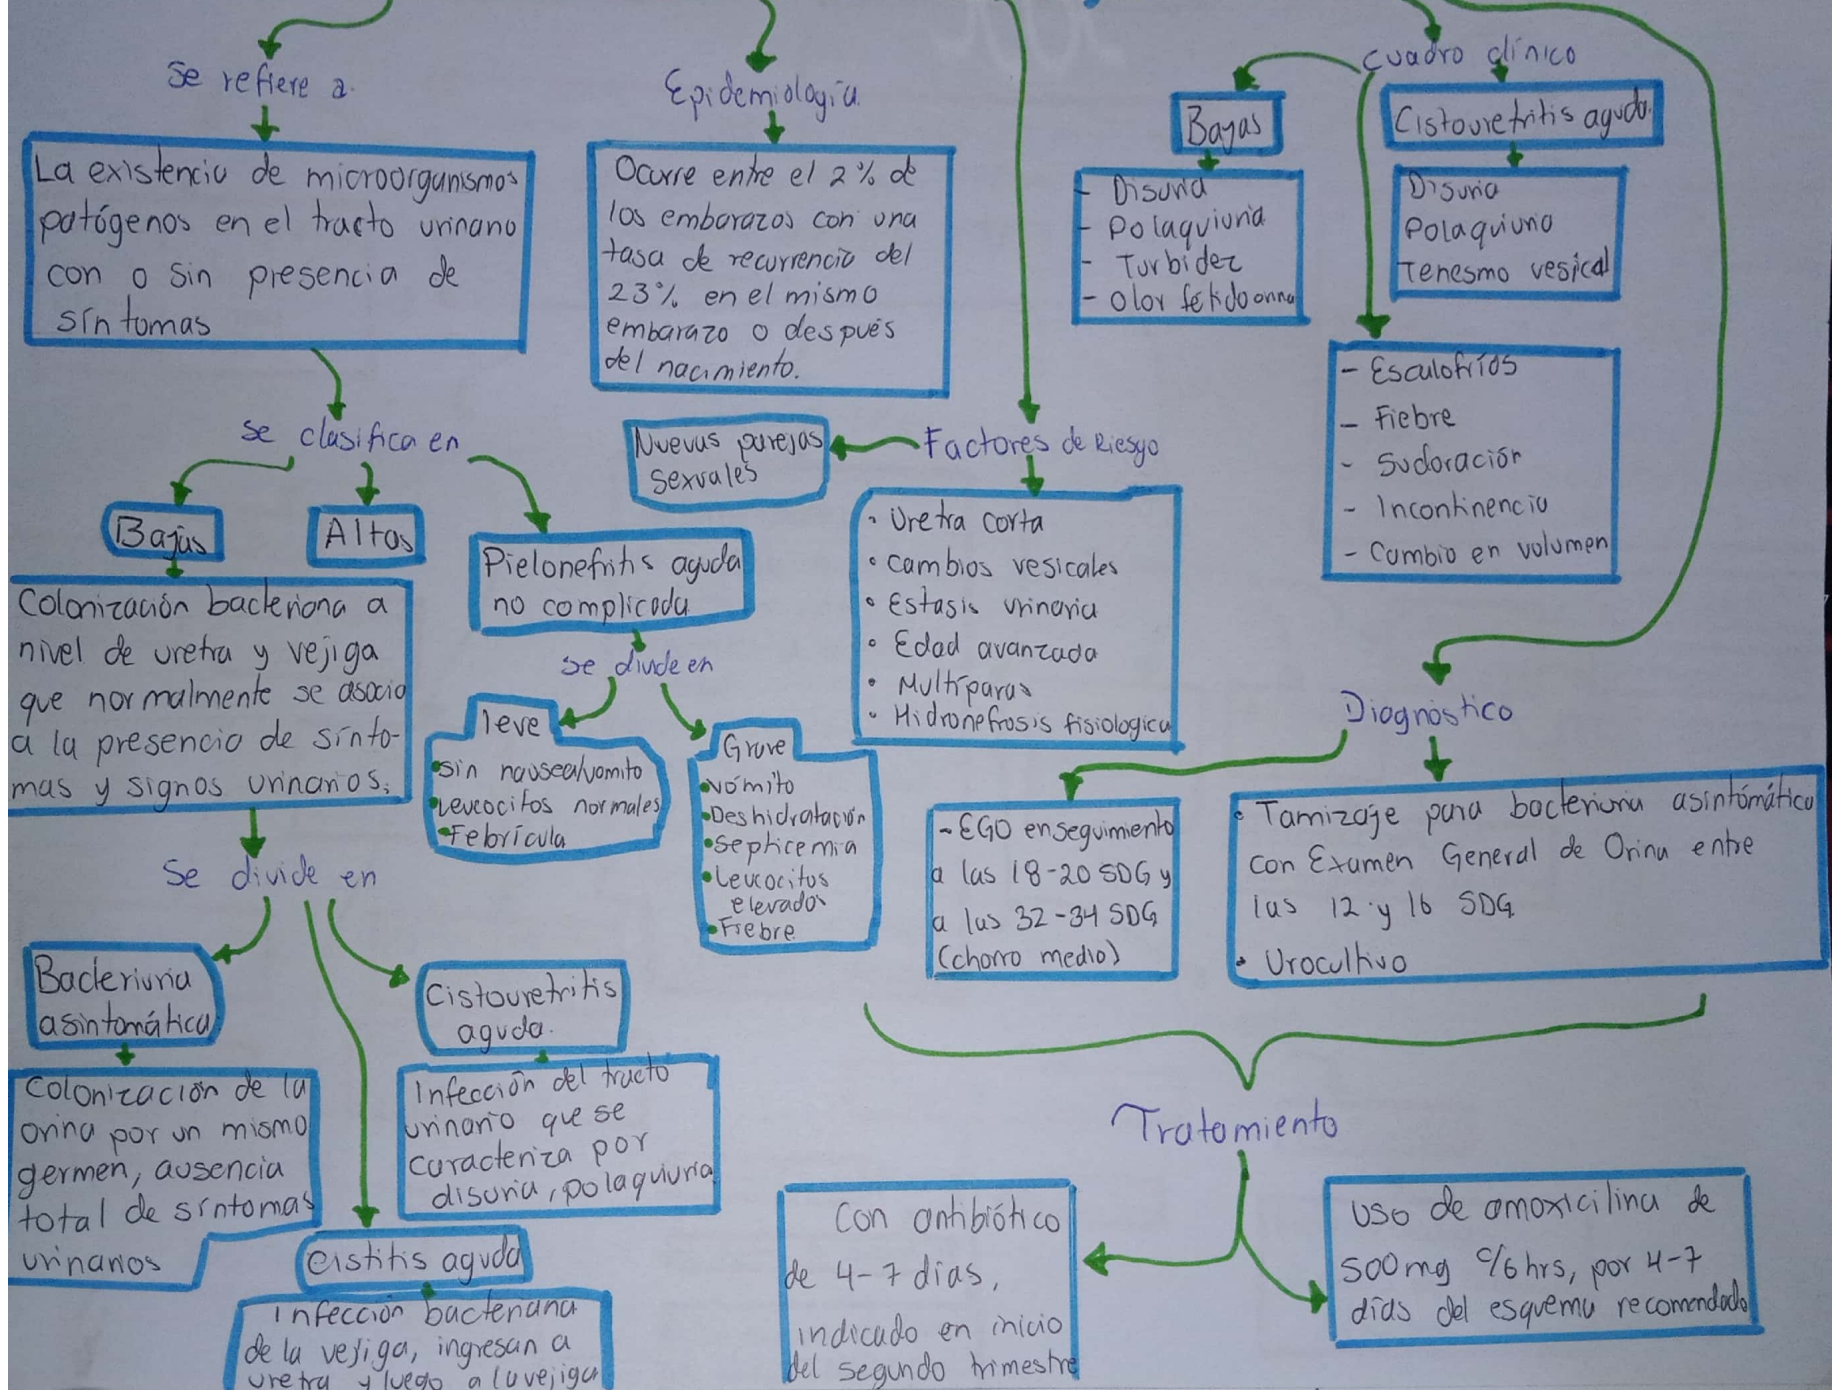 Se refiere a
La existencia de microorganismos
patógenos en el tracto urinario
con o sin presencia de
síntomas
Se clasifica en
Bajas
Colonización bacteriana a
nivel de uretra y vejiga
que normalmente se asocia
a la presencia de sínto-
mas y signos urinarios.
Se divide en
Bacteriuria
asintomática
Colonización de la
orina por un mismo
germen, ausencia
total de síntomas
urinarios
Cistitis aguda
Infección bacteriana
de la vejiga, ingresan a
uretra y luego a la vejiga
Cistouretritis
aguda.
Infección del tracto
urinario que se
caracteriza por
disuria, polaquiuria
Altas
Pielonefritis aguda
no complicada
se divide en
leve
sin nausea/vomito
leucocitos normales
Febrícula
Grave
vómito
Deshidratación
septicemia
Leucocitos
elevados
Fiebre
Epidemiología
Ocurre entre el 2% de
los embarazos con una
tasa de recurrencia del
23% en el mismo
embarazo o después
del nacimiento.
Factores de Riesgo
Nuevas parejas
sexuales
• Uretra corta
• Cambios vesicales
• Estasis urinaria
• Edad avanzada
• Multíparas
• Hidronefrosis fisiologica
Cuadro clínico
Bajas
- Disuria
- Polaquiuria
- Turbidez
- Olor fétido orina
Cistouretritis aguda.
Disuria
Polaquiuria
Tenesmo vesical
- Esculofríos
- Fiebre
- Sudoración
- Incontinencia
- Cambio en volumen
Diagnóstico
- EGO en seguimiento
a las 18-20 SDG y
a las 32-34 SDG
(chorro medio)
• Tamizaje para bacteriuria asintómática
con Examen General de Orina entre
las 12 y 16 SDG
• Urocultivo
Tratamiento
Con antibiótico
de 4-7 días,
indicado en inicio
del segundo trimestre
USO de amoxicilina de
500mg c/6hrs, por 4-7
días del esquema recomendado